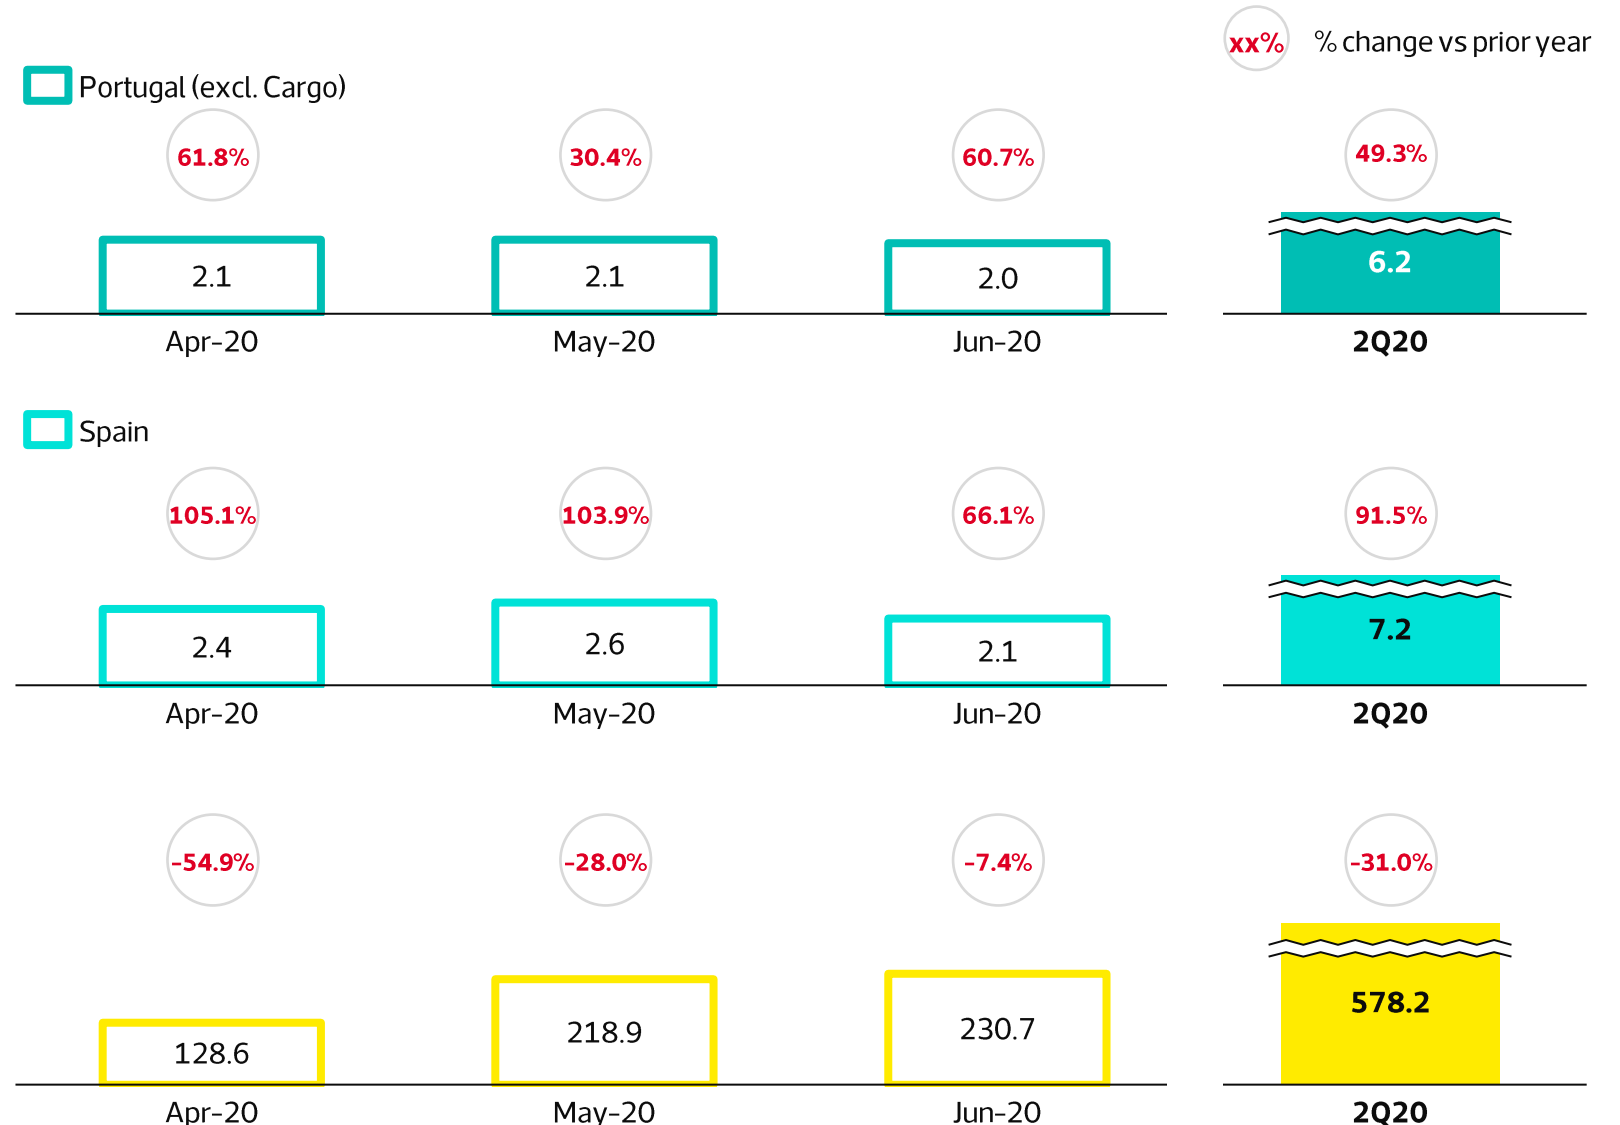 xx% % change vs prior year
Portugal (excl. Cargo)
61.8% 30.4% 60.7% 49.3%
2.1 2.1 2.0 6.2
Apr-20 May-20 Jun-20 2Q20
Spain
105.1% 103.9% 66.1% 91.5%
2.4 2.6 2.1 7.2
Apr-20 May-20 Jun-20 2Q20
-54.9% -28.0% -7.4% -31.0%
128.6 218.9 230.7 578.2
Apr-20 May-20 Jun-20 2Q20